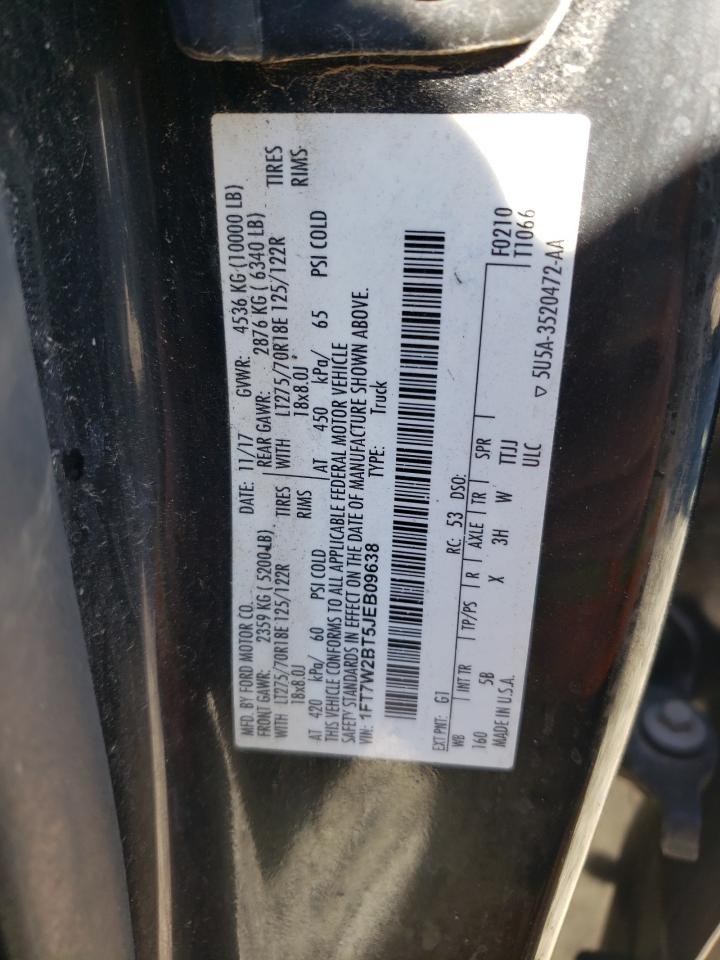 MFD. BY FORD MOTOR CO. DATE: 11/17 GVWR: 4536 KG (10000 LB)
FRONT GAWR: 2359 KG ( 5200 LB) REAR GAWR: 2876 KG ( 6340 LB)
WITH LT275/70R18E 125/122R TIRES WITH LT275/70R18E 125/122R TIRES
18x8.0J RIMS 18x8.0J RIMS
AT 420 kPa/ 60 PSI COLD AT 450 kPa/ 65 PSI COLD
THIS VEHICLE CONFORMS TO ALL APPLICABLE FEDERAL MOTOR VEHICLE
SAFETY STANDARDS IN EFFECT ON THE DATE OF MANUFACTURE SHOWN ABOVE.
VIN: 1FT7W2BT5JEB09638 TYPE: Truck
EXT PNT: G1 RC: 53 DSO:
WB INT TR TP/PS R AXLE TR SPR F0210
160 5B X 3H W TTJJ T1066
MADE IN U.S.A. ULC
▽ 5U5A-3520472-AA